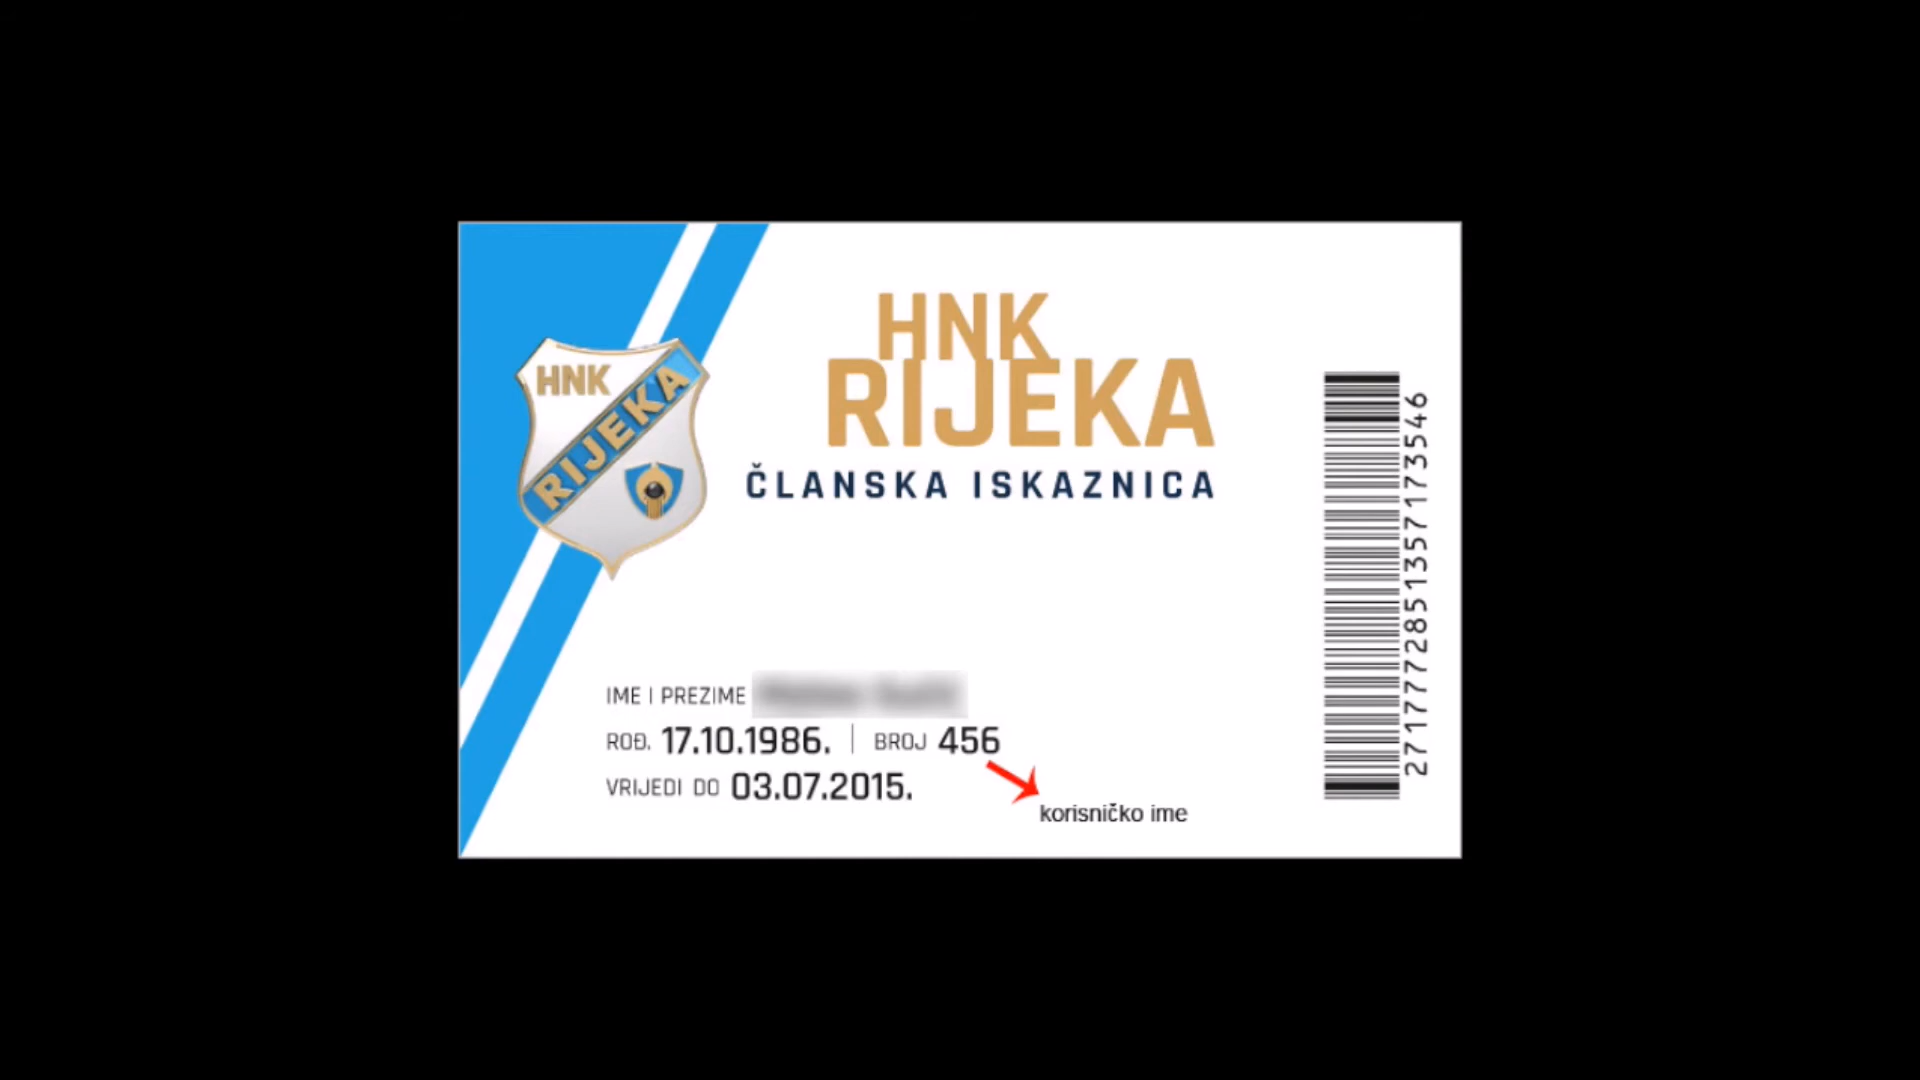 HNK
RIJEKA
HNK
RIJEKA
ČLANSKA ISKAZNICA
IME I PREZIME
ROĐ. 17.10.1986. | BROJ 456
VRIJEDI DO 03.07.2015.
korisničko ime
2717772851357173546